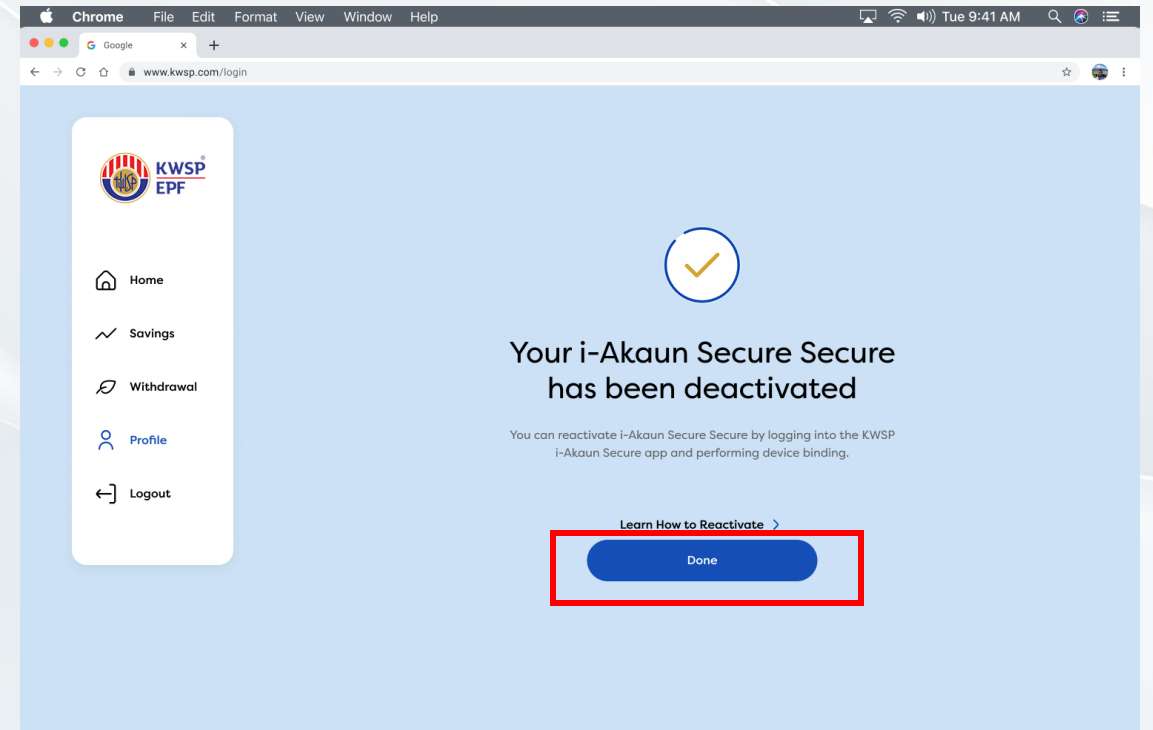 Chrome File Edit Format View Window Help Tue 9:41 AM
Google
www.kwsp.com/login
KWSP
EPF
Home
Savings
Withdrawal
Profile
Logout
Your i-Akaun Secure Secure
has been deactivated
You can reactivate i-Akaun Secure Secure by logging into the KWSP
i-Akaun Secure app and performing device binding.
Learn How to Reactivate
Done